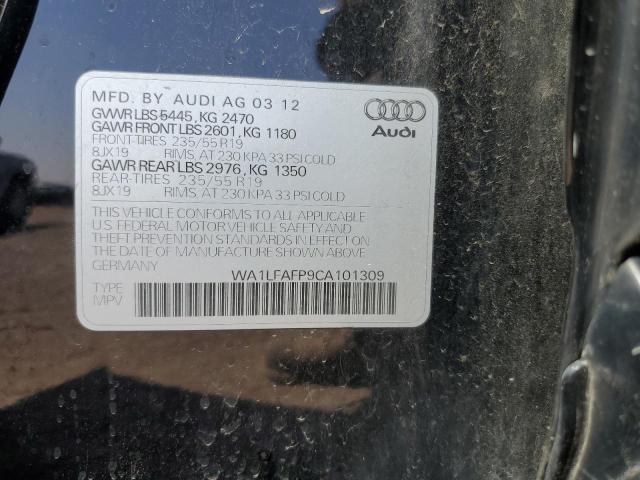 MFD. BY AUDI AG 03 12
GVWR LBS 5445, KG 2470
GAWR FRONT LBS 2601, KG 1180
FRONT-TIRES 235/55 R19
8JX19 RIMS, AT 230 KPA 33 PSI COLD
GAWR REAR LBS 2976, KG 1350
REAR-TIRES 235/55 R19
8JX19 RIMS, AT 230 KPA 33 PSI COLD
Audi
THIS VEHICLE CONFORMS TO ALL APPLICABLE
U.S. FEDERAL MOTOR VEHICLE SAFETY AND
THEFT PREVENTION STANDARDS IN EFFECT ON
THE DATE OF MANUFACTURE SHOWN ABOVE.
GERMANY WA1LFAFP9CA101309
TYPE
MPV